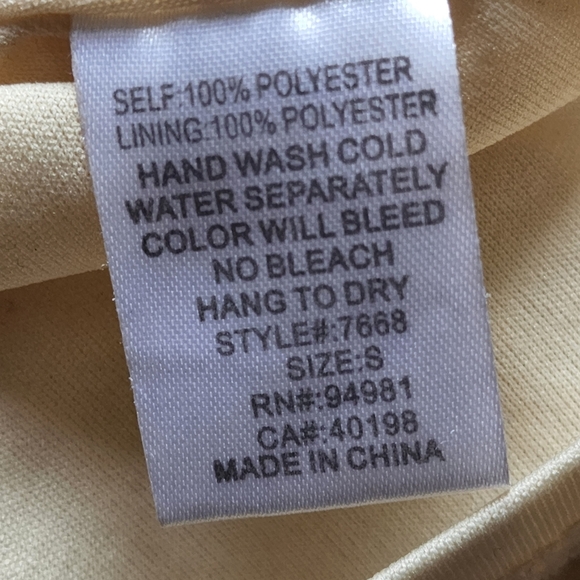 SELF:100% POLYESTER
LINING:100% POLYESTER
HAND WASH COLD
WATER SEPARATELY
COLOR WILL BLEED
NO BLEACH
HANG TO DRY
STYLE#:7668
SIZE:S
RN#:94981
CA#:40198
MADE IN CHINA